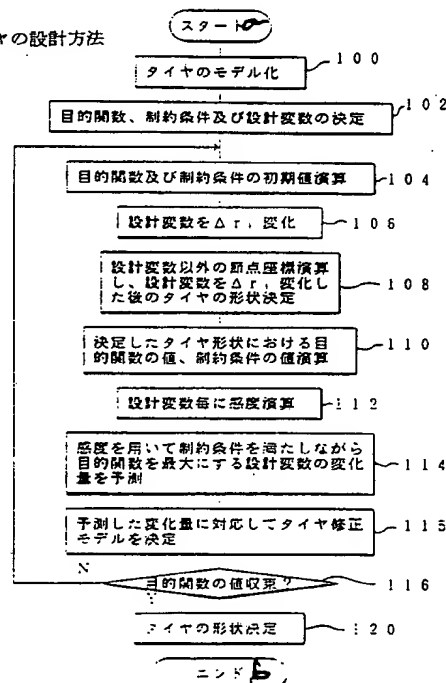 ヤの設計方法
スタート
タイヤのモデル化
100
目的関数、制約条件及び設計変数の決定
102
目的関数及び制約条件の初期値演算
104
設計変数をΔri変化
106
設計変数以外の節点座標演算
し、設計変数をΔri変化し
た後のタイヤの形状決定
108
決定したタイヤ形状における目
的関数の値、制約条件の値演算
110
設計変数毎に感度演算
112
感度を用いて制約条件を満たしながら
目的関数を最大にする設計変数の変化
量を予測
114
予測した変化量に対応してタイヤ修正
モデルを決定
115
N
目的関数の値収束?
116
Y
タイヤの形状決定
120
エンド